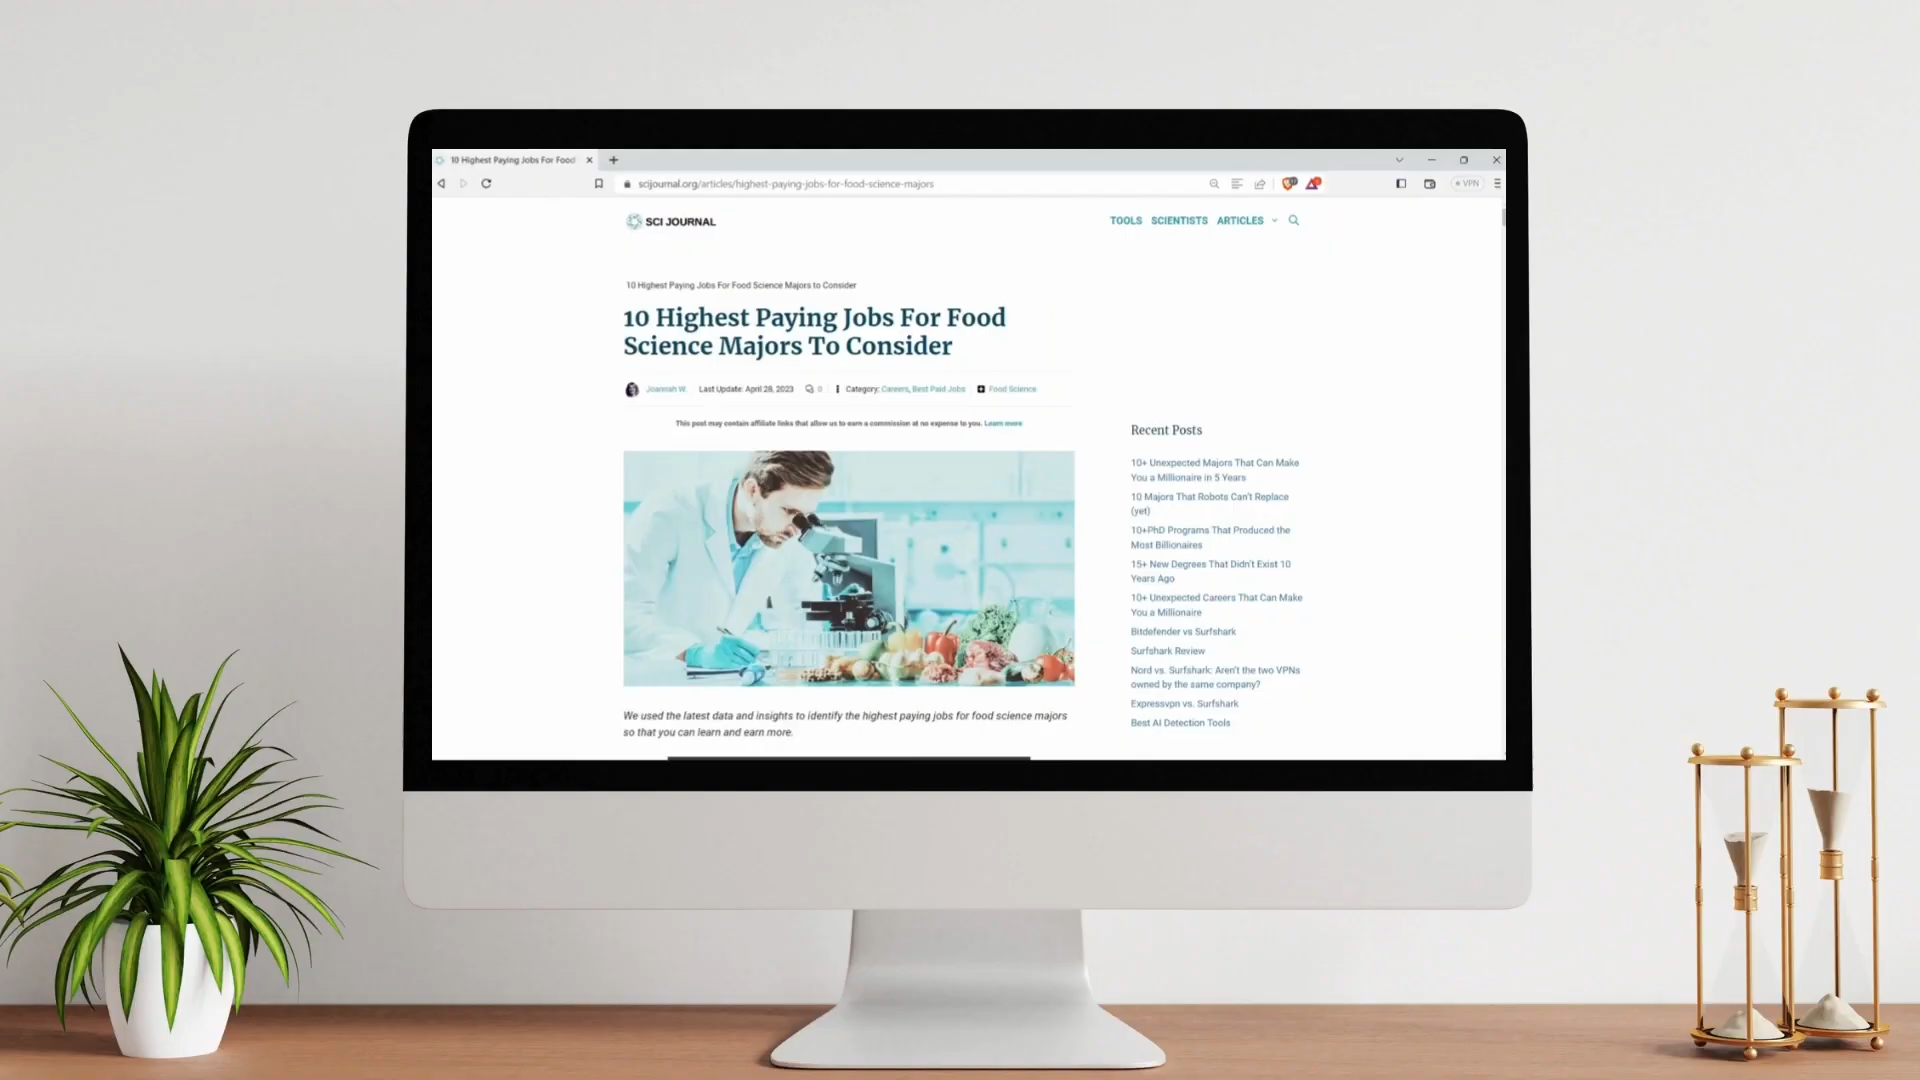 10 Highest Paying Jobs For Food
scijournal.org/articles/highest-paying-jobs-for-food-science-majors
VPN
SCI JOURNAL
TOOLS SCIENTISTS ARTICLES
10 Highest Paying Jobs For Food Science Majors to Consider
10 Highest Paying Jobs For Food
Science Majors To Consider
Joannah W. Last Update: April 28, 2023 0 Category: Careers, Best Paid Jobs Food Science
This post may contain affiliate links that allow us to earn a commission at no expense to you. Learn more
We used the latest data and insights to identify the highest paying jobs for food science majors
so that you can learn and earn more.
Recent Posts
10+ Unexpected Majors That Can Make
You a Millionaire in 5 Years
10 Majors That Robots Can't Replace
(yet)
10+PhD Programs That Produced the
Most Billionaires
15+ New Degrees That Didn't Exist 10
Years Ago
10+ Unexpected Careers That Can Make
You a Millionaire
Bitdefender vs Surfshark
Surfshark Review
Nord vs. Surfshark: Aren't the two VPNs
owned by the same company?
Expressvpn vs. Surfshark
Best AI Detection Tools